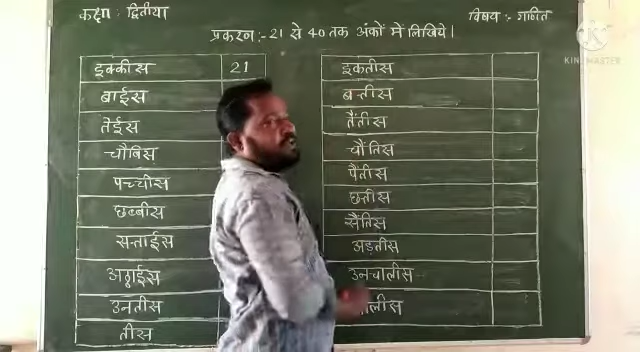 कक्षा :- द्वितीया
विषय :- गणित
प्रकरण :- 21 से 40 तक अंकों में लिखिये।
इक्कीस 21
बाईस
तेईस
चौबिस
पच्चीस
छब्बीस
सत्ताईस
अठ्ठाईस
उनतीस
तीस
इकतीस
बत्तीस
तैंतीस
चौंतिस
पैंतीस
छत्तीस
सैंतिस
अड़तीस
उनचालीस
KINEMASTER